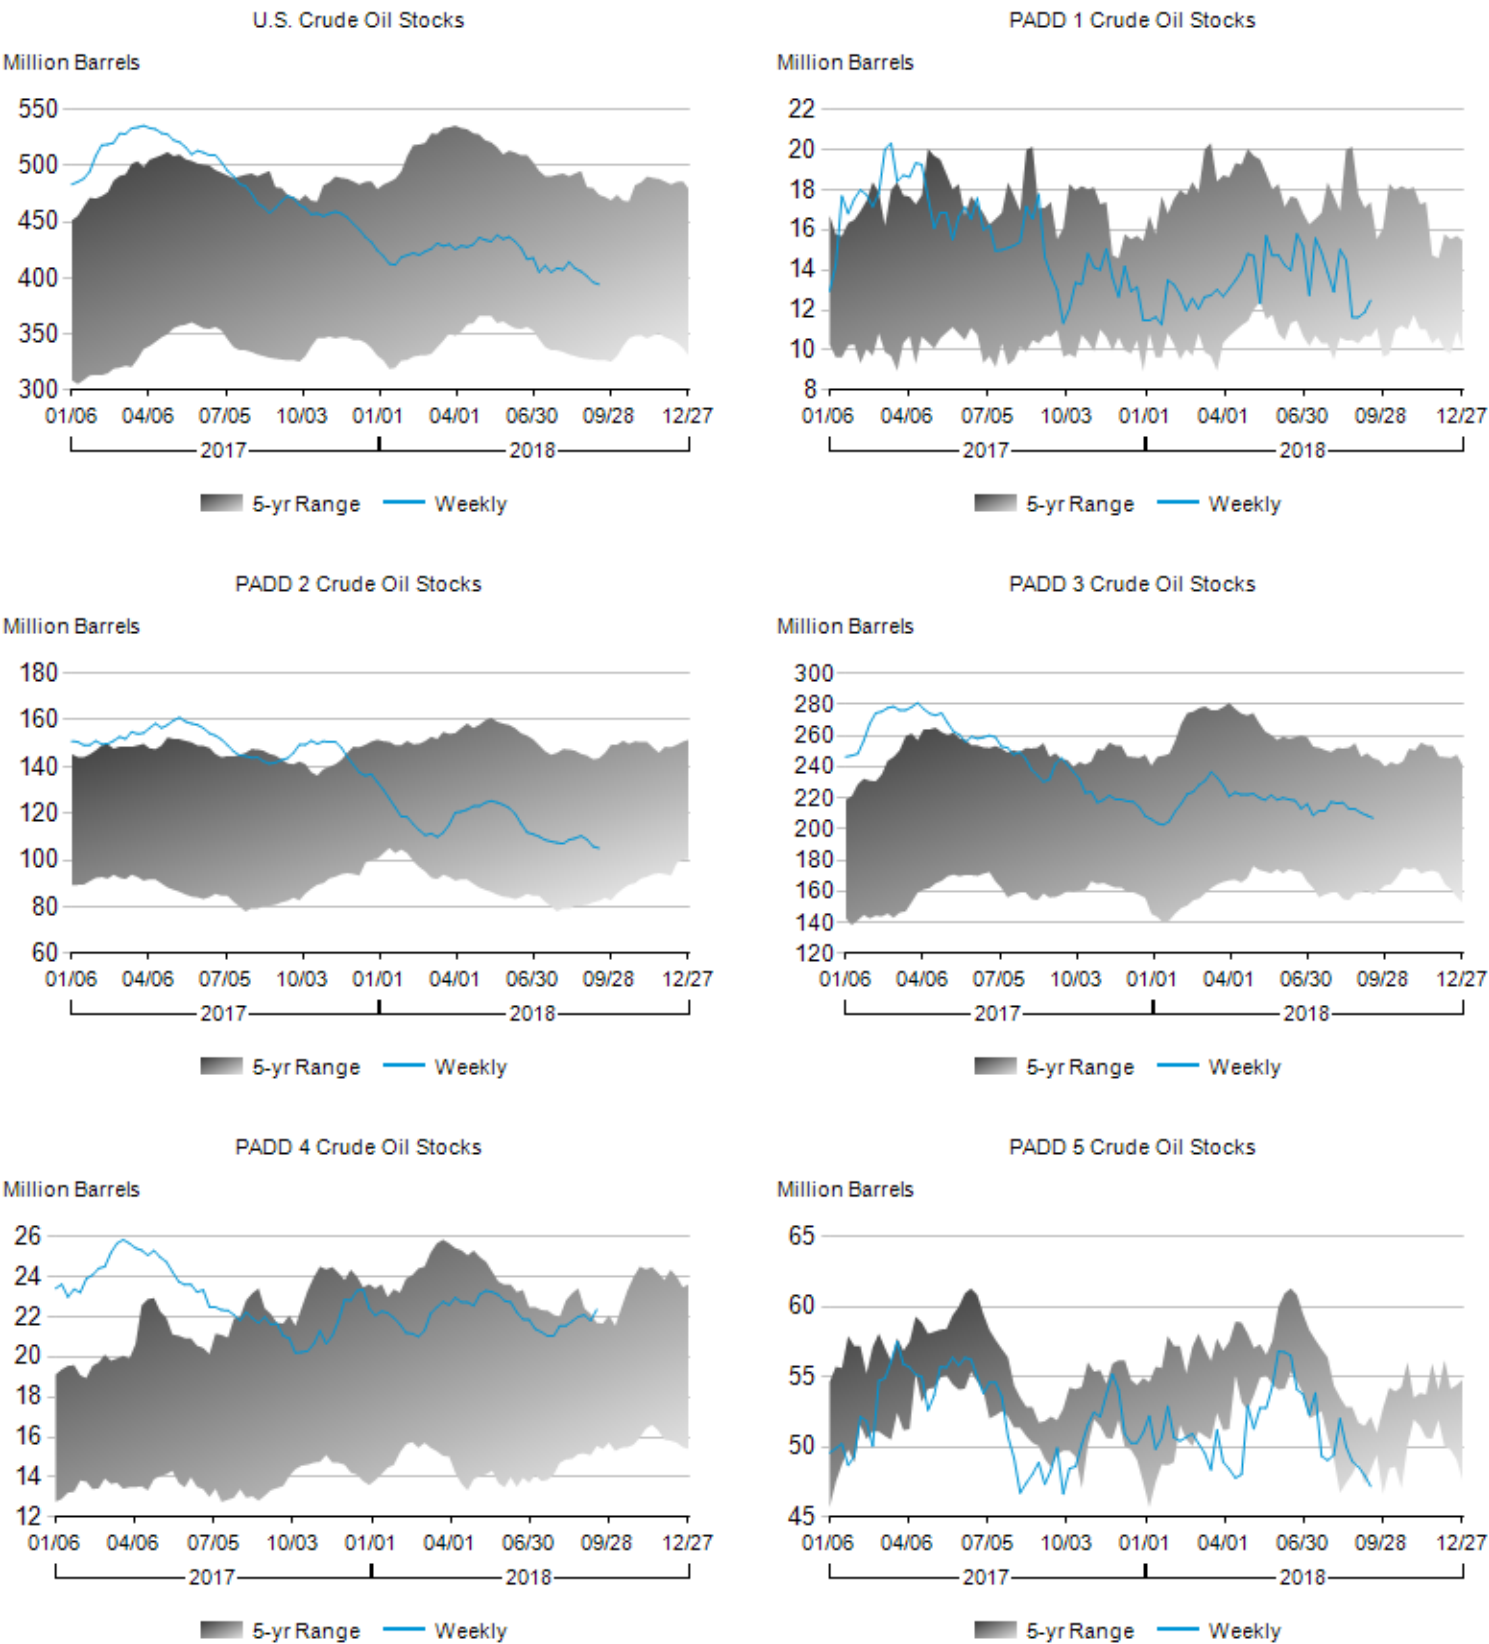 U.S. Crude Oil Stocks
Million Barrels
550
500
450
400
350
300
01/06 04/06 07/05 10/03 01/01 04/01 06/30 09/28 12/27
2017 2018
5-yr Range Weekly
PADD 1 Crude Oil Stocks
Million Barrels
22
20
18
16
14
12
10
8
01/06 04/06 07/05 10/03 01/01 04/01 06/30 09/28 12/27
2017 2018
5-yr Range Weekly
PADD 2 Crude Oil Stocks
Million Barrels
180
160
140
120
100
80
60
01/06 04/06 07/05 10/03 01/01 04/01 06/30 09/28 12/27
2017 2018
5-yr Range Weekly
PADD 3 Crude Oil Stocks
Million Barrels
300
280
260
240
220
200
180
160
140
120
01/06 04/06 07/05 10/03 01/01 04/01 06/30 09/28 12/27
2017 2018
5-yr Range Weekly
PADD 4 Crude Oil Stocks
Million Barrels
26
24
22
20
18
16
14
12
01/06 04/06 07/05 10/03 01/01 04/01 06/30 09/28 12/27
2017 2018
5-yr Range Weekly
PADD 5 Crude Oil Stocks
Million Barrels
65
60
55
50
45
01/06 04/06 07/05 10/03 01/01 04/01 06/30 09/28 12/27
2017 2018
5-yr Range Weekly